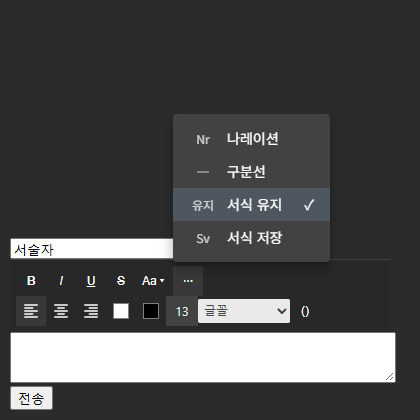 Nr 나레이션
구분선
유지 서식 유지 ✓
Sv 서식 저장
서술자
B I U S Aa ...
13 글꼴 ()
전송